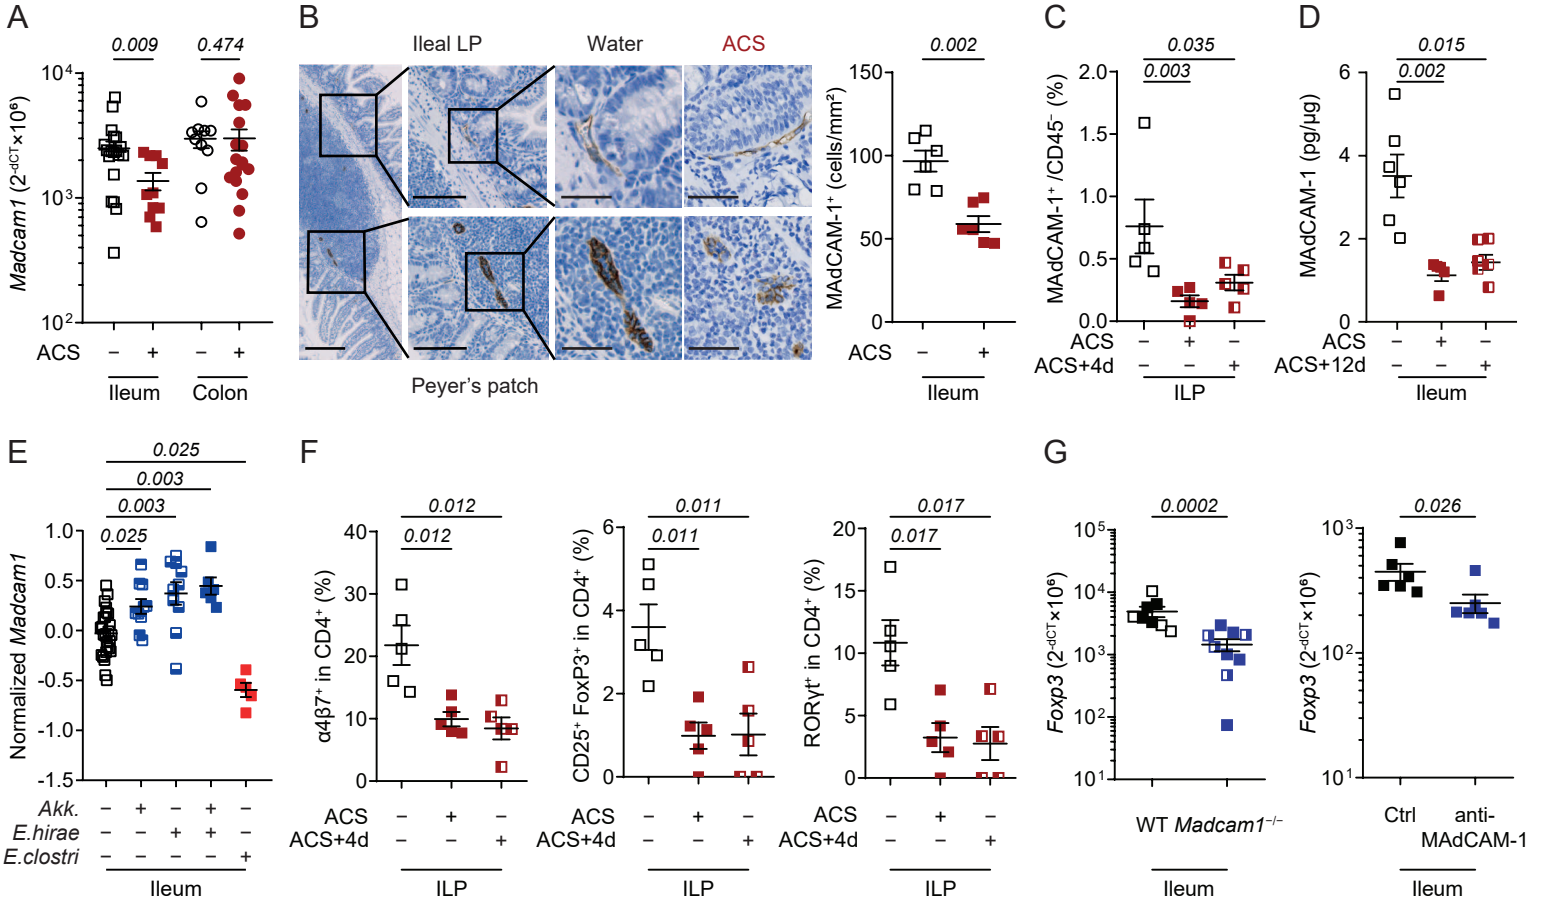 A
0.009
0.474
Madcam1 (2⁻ᵈᶜᵀ×10⁶)
10⁴
10³
10²
ACS − + − +
Ileum Colon
B
Ileal LP Water ACS
Peyer's patch
0.002
MAdCAM-1⁺ (cells/mm²)
150
100
50
0
ACS − +
Ileum
C
0.035
0.003
MAdCAM-1⁺ /CD45⁻ (%)
2.0
1.5
1.0
0.5
0.0
ACS − + −
ACS+4d − − +
ILP
D
0.015
0.002
MAdCAM-1 (pg/µg)
6
4
2
0
ACS − + −
ACS+12d − − +
Ileum
E
0.025
0.003
0.003
0.025
Normalized Madcam1
1.0
0.5
0.0
-0.5
-1.0
-1.5
Akk. − + − + −
E.hirae − − + + −
E.clostri − − − − +
Ileum
F
0.012
0.012
α4β7⁺ in CD4⁺ (%)
40
30
20
10
0
ACS − + −
ACS+4d − − +
ILP
0.011
0.011
CD25⁺ FoxP3⁺ in CD4⁺ (%)
6
4
2
0
ACS − + −
ACS+4d − − +
ILP
0.017
0.017
RORγt⁺ in CD4⁺ (%)
20
15
10
5
0
ACS − + −
ACS+4d − − +
ILP
G
0.0002
Foxp3 (2⁻ᵈᶜᵀ×10⁶)
10⁵
10⁴
10³
10²
10¹
WT Madcam1⁻/⁻
Ileum
0.026
Foxp3 (2⁻ᵈᶜᵀ×10⁶)
10³
10²
10¹
Ctrl anti-
MAdCAM-1
Ileum